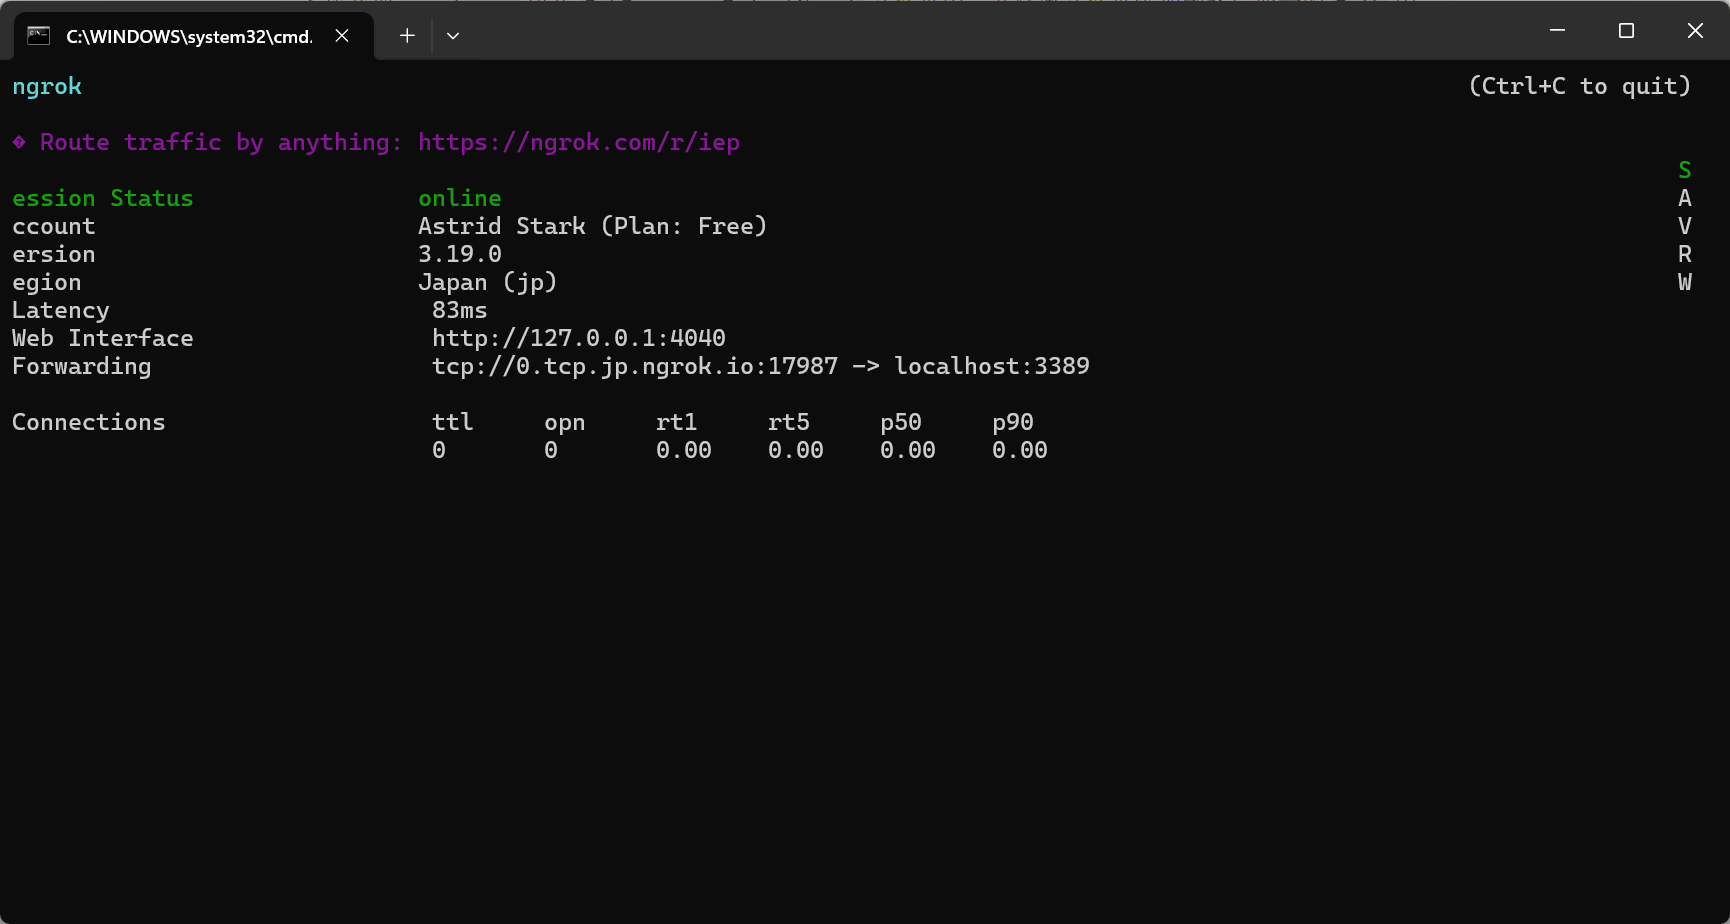 C:\WINDOWS\system32\cmd.
ngrok (Ctrl+C to quit)
� Route traffic by anything: https://ngrok.com/r/iep
S
ession Status online A
ccount Astrid Stark (Plan: Free) V
ersion 3.19.0 R
egion Japan (jp) W
Latency 83ms
Web Interface http://127.0.0.1:4040
Forwarding tcp://0.tcp.jp.ngrok.io:17987 -> localhost:3389
Connections ttl opn rt1 rt5 p50 p90
0 0 0.00 0.00 0.00 0.00